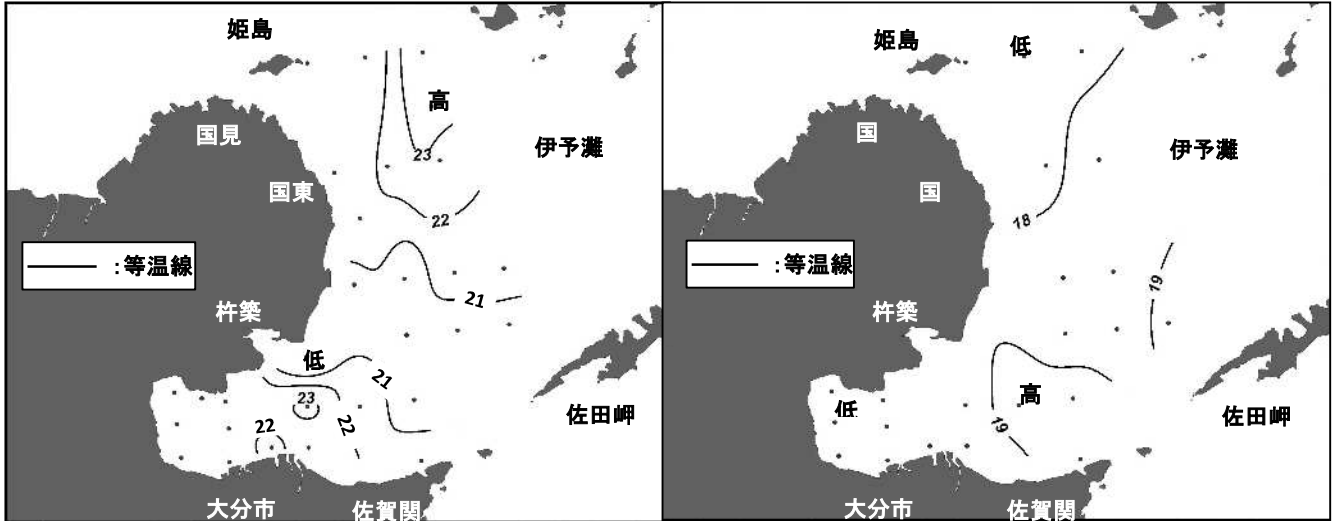 姫島
高
国見
伊予灘
23
国東
22
:等温線
21
杵築
低
21
23
22
22
佐田岬
大分市
佐賀関
姫島
低
国
伊予灘
国
18
:等温線
19
杵築
高
低
19
佐田岬
大分市
佐賀関